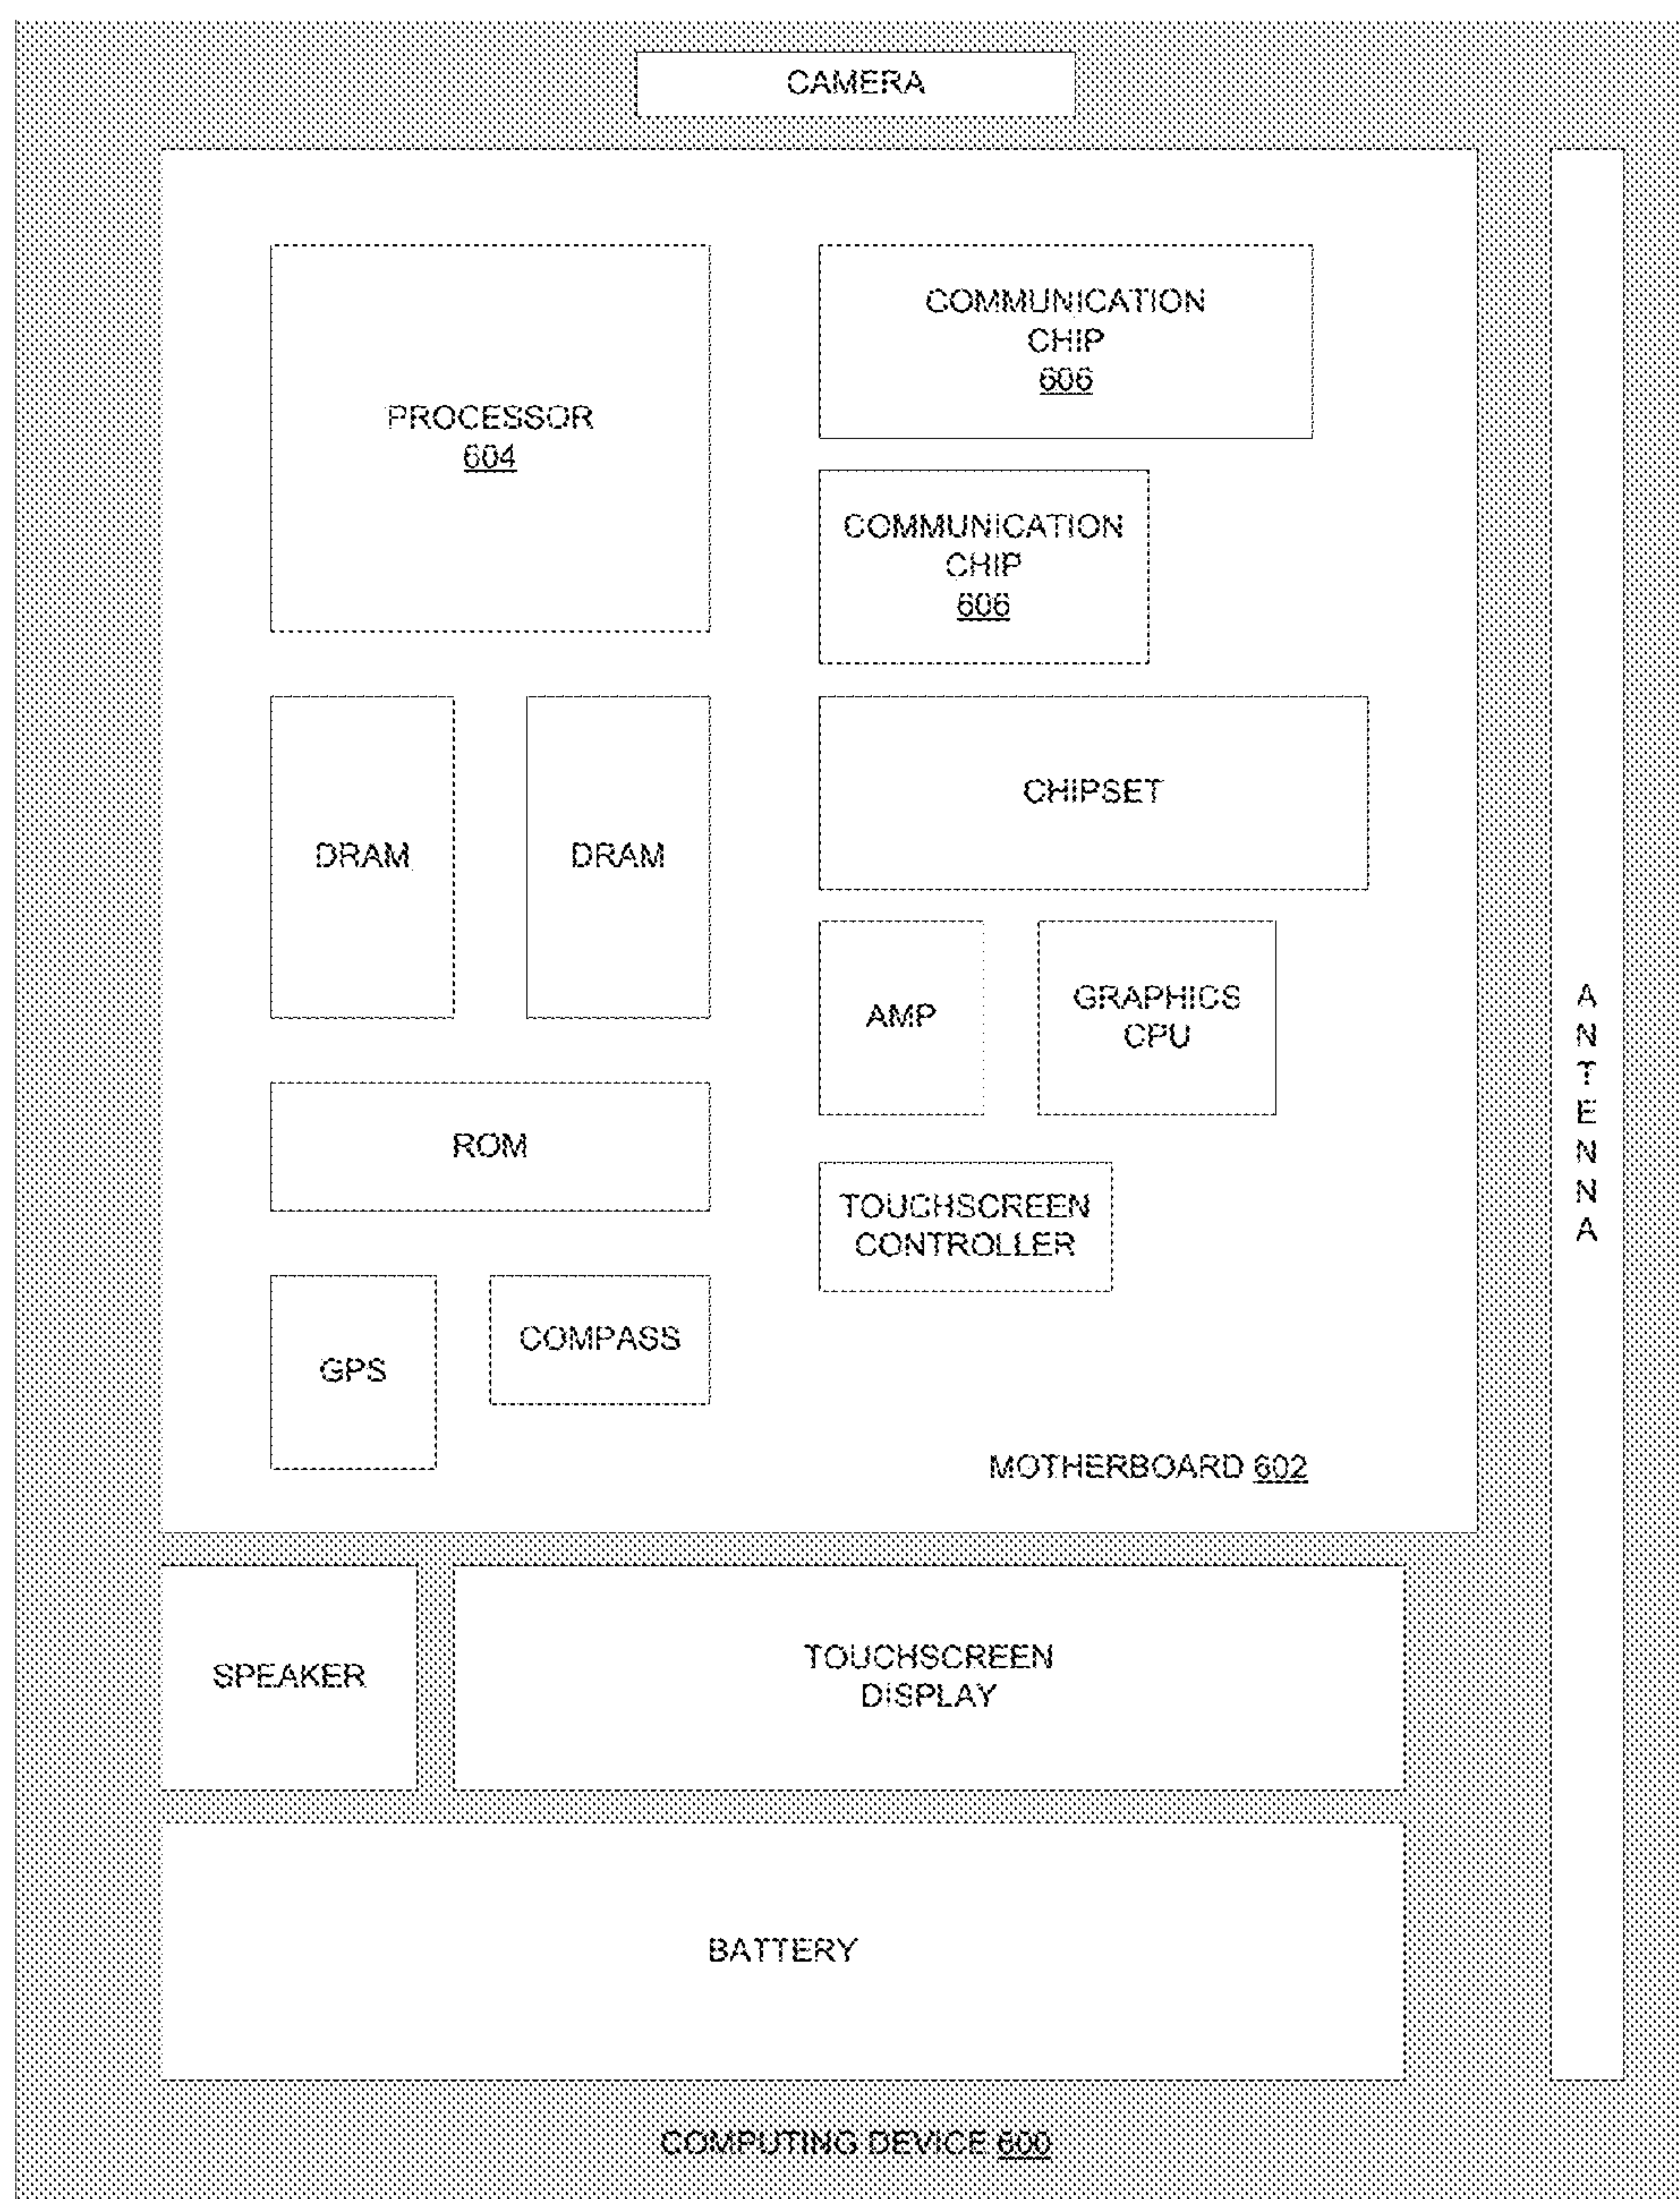 CAMERA
PROCESSOR
604
COMMUNICATION
CHIP
606
COMMUNICATION
CHIP
606
DRAM
DRAM
CHIPSET
AMP
GRAPHICS
CPU
ROM
TOUCHSCREEN
CONTROLLER
GPS
COMPASS
MOTHERBOARD 602
ANTENNA
SPEAKER
TOUCHSCREEN
DISPLAY
BATTERY
COMPUTING DEVICE 600